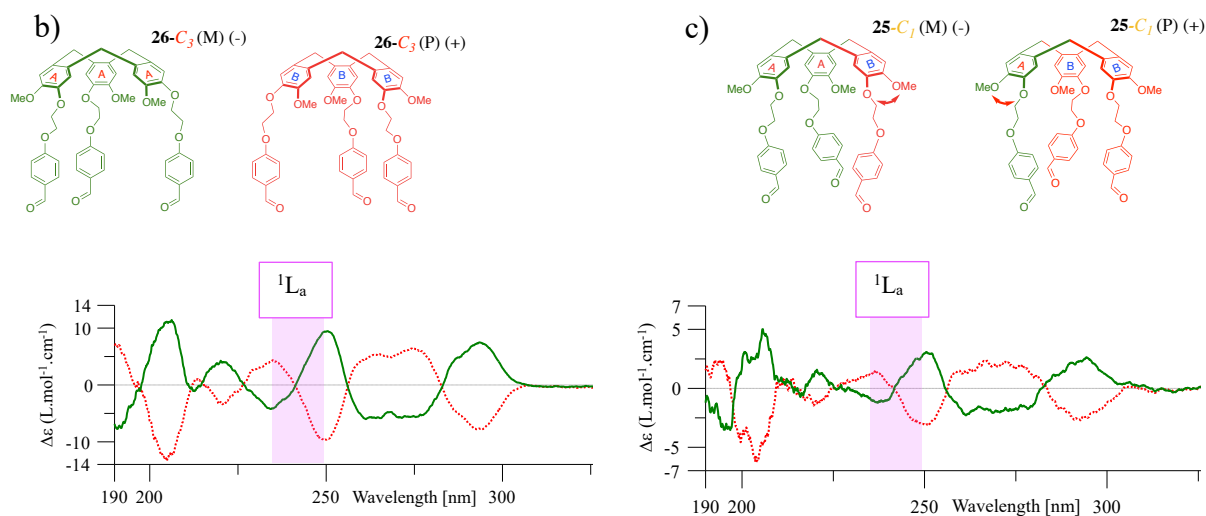 b)
26-C3 (M) (-)
26-C3 (P) (+)
A
A
A
MeO
OMe
OMe
O
O
O
O
O
O
O
O
O
B
B
B
OMe
OMe
OMe
O
O
O
O
O
O
O
O
O
1La
14
10
0
-10
-14
Δε (L.mol-1.cm-1)
190
200
250
Wavelength [nm]
300
c)
25-C1 (M) (-)
25-C1 (P) (+)
A
A
B
MeO
OMe
OMe
O
O
O
O
O
O
O
O
O
A
B
B
MeO
OMe
OMe
O
O
O
O
O
O
O
O
O
1La
7
5
0
-5
-7
Δε (L.mol-1.cm-1)
190
200
250
Wavelength [nm]
300